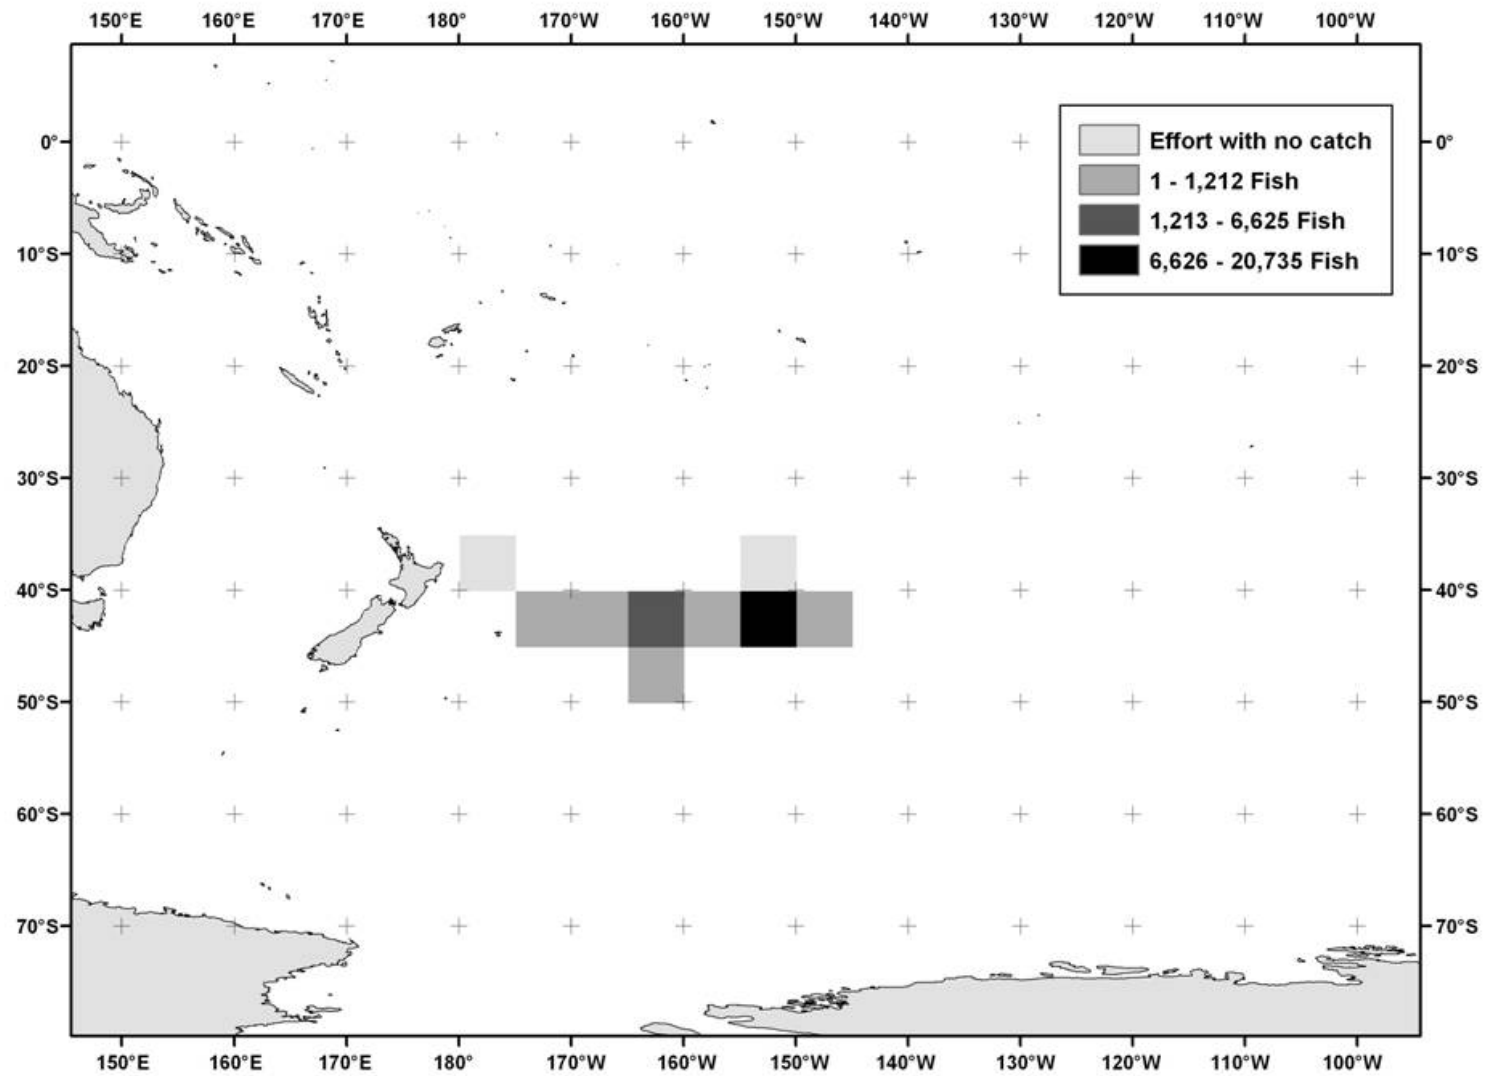 150°E 160°E 170°E 180° 170°W 160°W 150°W 140°W 130°W 120°W 110°W 100°W
Effort with no catch
1 - 1,212 Fish
1,213 - 6,625 Fish
6,626 - 20,735 Fish
0° 0°
10°S 10°S
20°S 20°S
30°S 30°S
40°S 40°S
50°S 50°S
60°S 60°S
70°S 70°S
150°E 160°E 170°E 180° 170°W 160°W 150°W 140°W 130°W 120°W 110°W 100°W